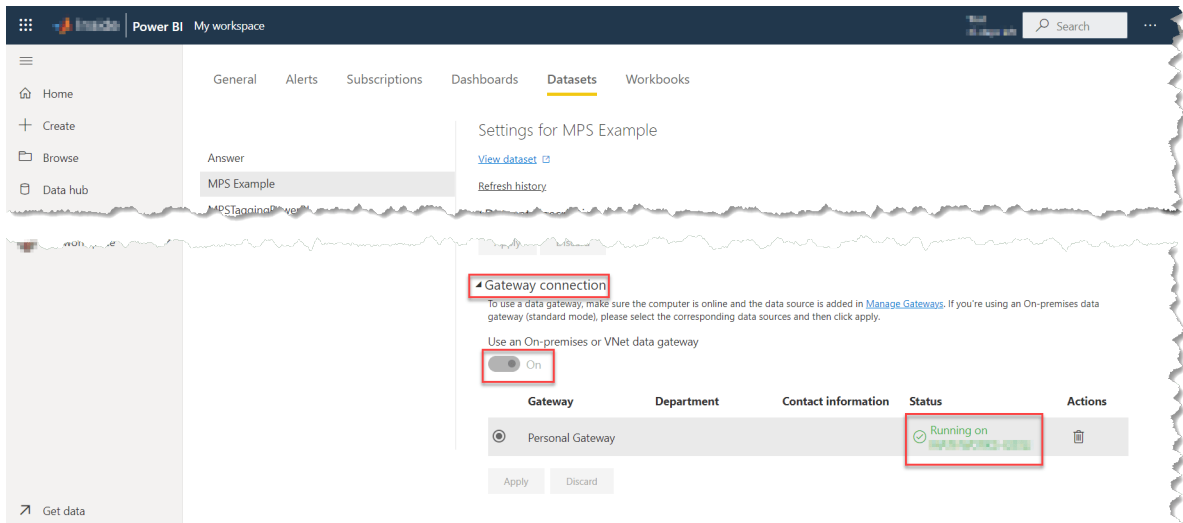 Power BI My workspace
Search
General Alerts Subscriptions Dashboards Datasets Workbooks
Home
Create
Browse
Data hub
Answer
MPS Example
MPSTaggingPowerBI
Settings for MPS Example
View dataset
Refresh history
Gateway connection
To use a data gateway, make sure the computer is online and the data source is added in Manage Gateways. If you're using an On-premises data
gateway (standard mode), please select the corresponding data sources and then click apply.
Use an On-premises or VNet data gateway
On
Gateway Department Contact information Status Actions
Personal Gateway
Running on
Apply Discard
Get data